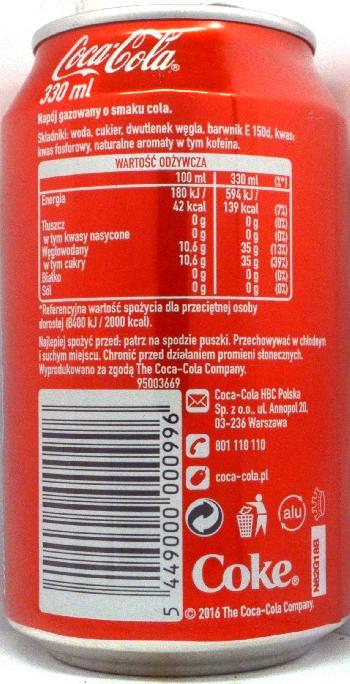 Coca-Cola®
330 ml
Napój gazowany o smaku cola.
Składniki: woda, cukier, dwutlenek węgla, barwnik E 150d, kwas:
kwas fosforowy, naturalne aromaty w tym kofeina.
WARTOŚĆ ODŻYWCZA
100 ml 330 ml (%*)
Energia 180 kJ / 594 kJ /
42 kcal 139 kcal (7%)
Tłuszcz 0 g 0 g (0%)
w tym kwasy nasycone 0 g 0 g (0%)
Węglowodany 10,6 g 35 g (13%)
w tym cukry 10,6 g 35 g (39%)
Białko 0 g 0 g (0%)
Sól 0 g 0 g (0%)
*Referencyjna wartość spożycia dla przeciętnej osoby
dorosłej (8400 kJ / 2000 kcal).
Najlepiej spożyć przed: patrz na spodzie puszki. Przechowywać w chłodnym
i suchym miejscu. Chronić przed działaniem promieni słonecznych.
Wyprodukowano za zgodą The Coca-Cola Company.
95003669
Coca-Cola HBC Polska
Sp. z o.o., ul. Annopol 20,
03-236 Warszawa
801 110 110
coca-cola.pl
alu
5 449000 000996
Coke®
© 2016 The Coca-Cola Company.